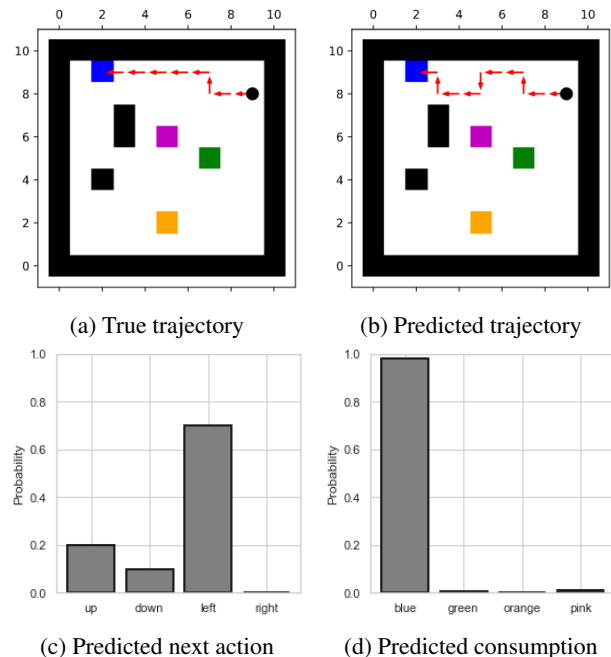 0 2 4 6 8 10
0 2 4 6 8 10
10
8
6
4
2
0
10
8
6
4
2
0
(a) True trajectory
(b) Predicted trajectory
1.0
0.8
0.6
0.4
0.2
0.0
Probability
up down left right
1.0
0.8
0.6
0.4
0.2
0.0
Probability
blue green orange pink
(c) Predicted next action
(d) Predicted consumption